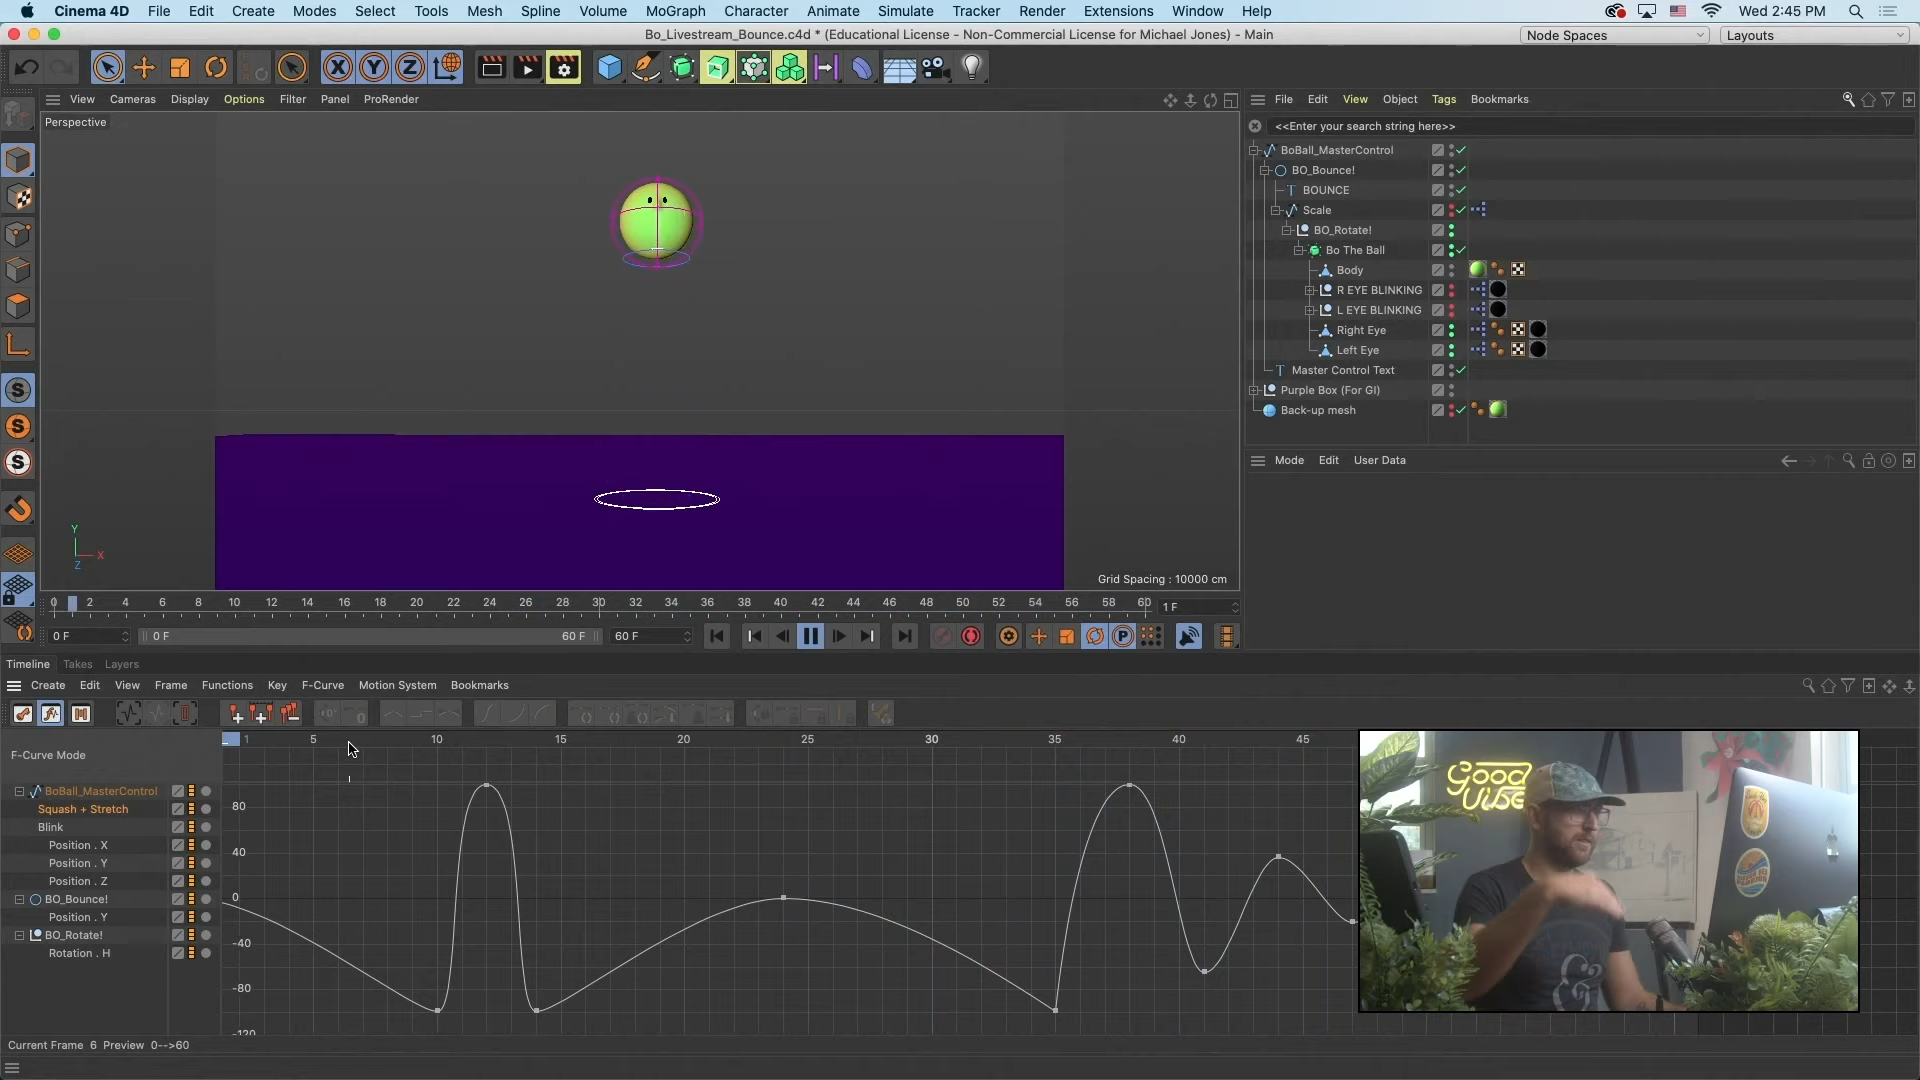 Cinema 4D File Edit Create Modes Select Tools Mesh Spline Volume MoGraph Character Animate Simulate Tracker Render Extensions Window Help Wed 2:45 PM
Bo_Livestream_Bounce.c4d * (Educational License - Non-Commercial License for Michael Jones) - Main
Node Spaces Layouts
X Y Z
View Cameras Display Options Filter Panel ProRender
File Edit View Object Tags Bookmarks
Perspective
<<Enter your search string here>>
BoBall_MasterControl
BO_Bounce!
BOUNCE
Scale
BO_Rotate!
Bo The Ball
Body
R EYE BLINKING
L EYE BLINKING
Right Eye
Left Eye
Master Control Text
Purple Box (For GI)
Back-up mesh
Mode Edit User Data
S
S
S
Y
X
Z
Grid Spacing : 10000 cm
0 2 4 6 8 10 12 14 16 18 20 22 24 26 28 30 32 34 36 38 40 42 44 46 48 50 52 54 56 58 60 1 F
0 F 0 F 60 F 60 F P
Timeline Takes Layers
Create Edit View Frame Functions Key F-Curve Motion System Bookmarks
F-Curve Mode
1 5 10 15 20 25 30 35 40 45
BoBall_MasterControl
Squash + Stretch
Blink
Position . X
Position . Y
Position . Z
BO_Bounce!
Position . Y
BO_Rotate!
Rotation . H
80
40
0
-40
-80
-120
Good
Vibes
&
Current Frame 6 Preview 0-->60